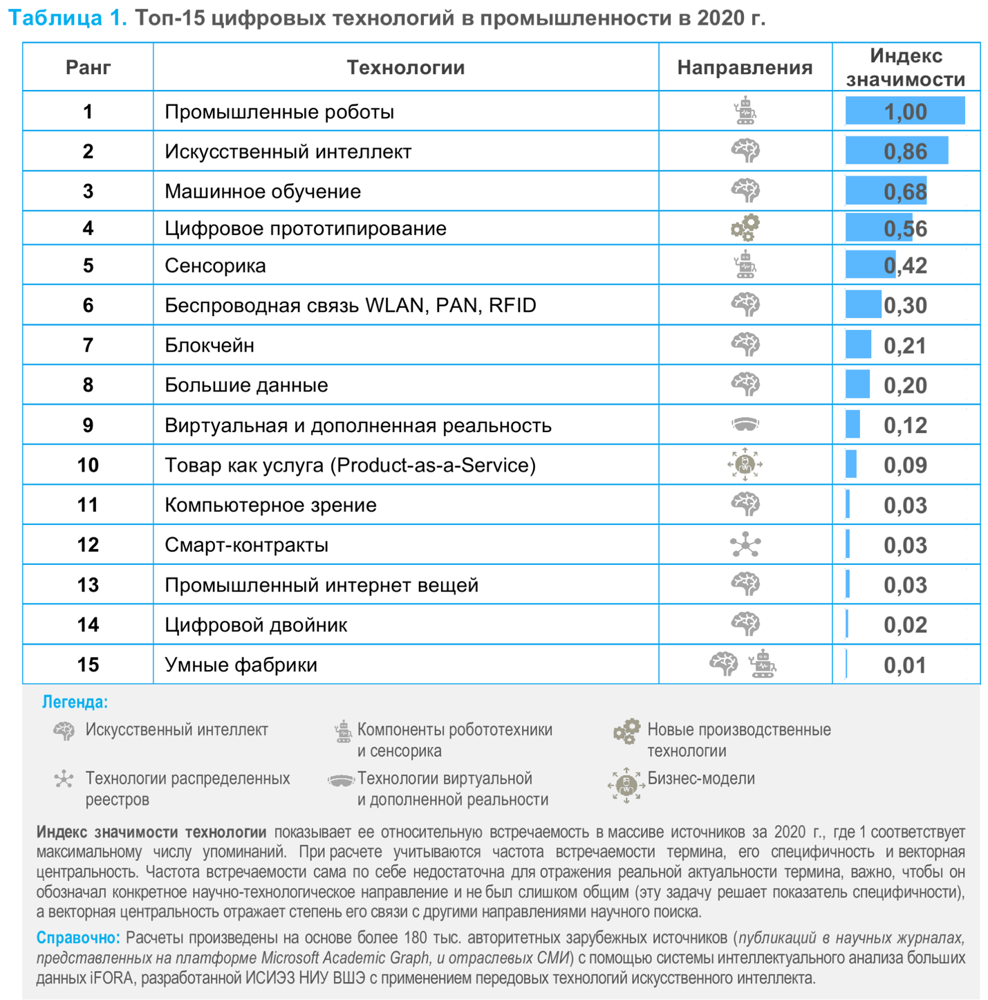 Таблица 1. Топ-15 цифровых технологий в промышленности в 2020 г.
Ранг Технологии Направления Индекс значимости
1 Промышленные роботы 1,00
2 Искусственный интеллект 0,86
3 Машинное обучение 0,68
4 Цифровое прототипирование 0,56
5 Сенсорика 0,42
6 Беспроводная связь WLAN, PAN, RFID 0,30
7 Блокчейн 0,21
8 Большие данные 0,20
9 Виртуальная и дополненная реальность 0,12
10 Товар как услуга (Product-as-a-Service) 0,09
11 Компьютерное зрение 0,03
12 Смарт-контракты 0,03
13 Промышленный интернет вещей 0,03
14 Цифровой двойник 0,02
15 Умные фабрики 0,01
Легенда:
Искусственный интеллект
Компоненты робототехники
и сенсорика
Новые производственные
технологии
Технологии распределенных
реестров
Технологии виртуальной
и дополненной реальности
Бизнес-модели
Индекс значимости технологии показывает ее относительную встречаемость в массиве источников за 2020 г., где 1 соответствует
максимальному числу упоминаний. При расчете учитываются частота встречаемости термина, его специфичность и векторная
центральность. Частота встречаемости сама по себе недостаточна для отражения реальной актуальности термина, важно, чтобы он
обозначал конкретное научно-технологическое направление и не был слишком общим (эту задачу решает показатель специфичности),
а векторная центральность отражает степень его связи с другими направлениями научного поиска.
Справочно: Расчеты произведены на основе более 180 тыс. авторитетных зарубежных источников (публикаций в научных журналах,
представленных на платформе Microsoft Academic Graph, и отраслевых СМИ) с помощью системы интеллектуального анализа больших
данных iFORA, разработанной ИСИЭЗ НИУ ВШЭ с применением передовых технологий искусственного интеллекта.